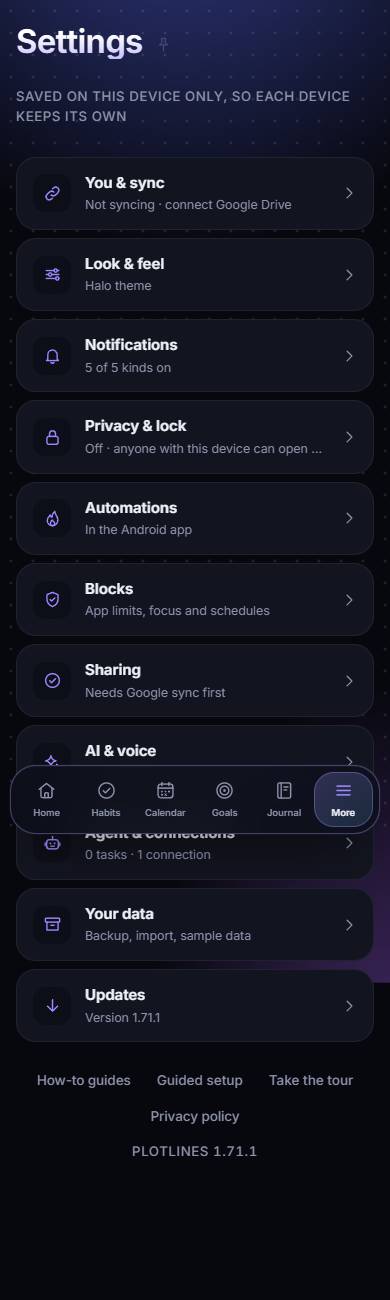 Settings
SAVED ON THIS DEVICE ONLY, SO EACH DEVICE
KEEPS ITS OWN
You & sync
Not syncing · connect Google Drive
Look & feel
Halo theme
Notifications
5 of 5 kinds on
Privacy & lock
Off · anyone with this device can open ...
Automations
In the Android app
Blocks
App limits, focus and schedules
Sharing
Needs Google sync first
AI & voice
Home Habits Calendar Goals Journal More
Agent & connections
0 tasks · 1 connection
Your data
Backup, import, sample data
Updates
Version 1.71.1
How-to guides Guided setup Take the tour
Privacy policy
PLOTLINES 1.71.1